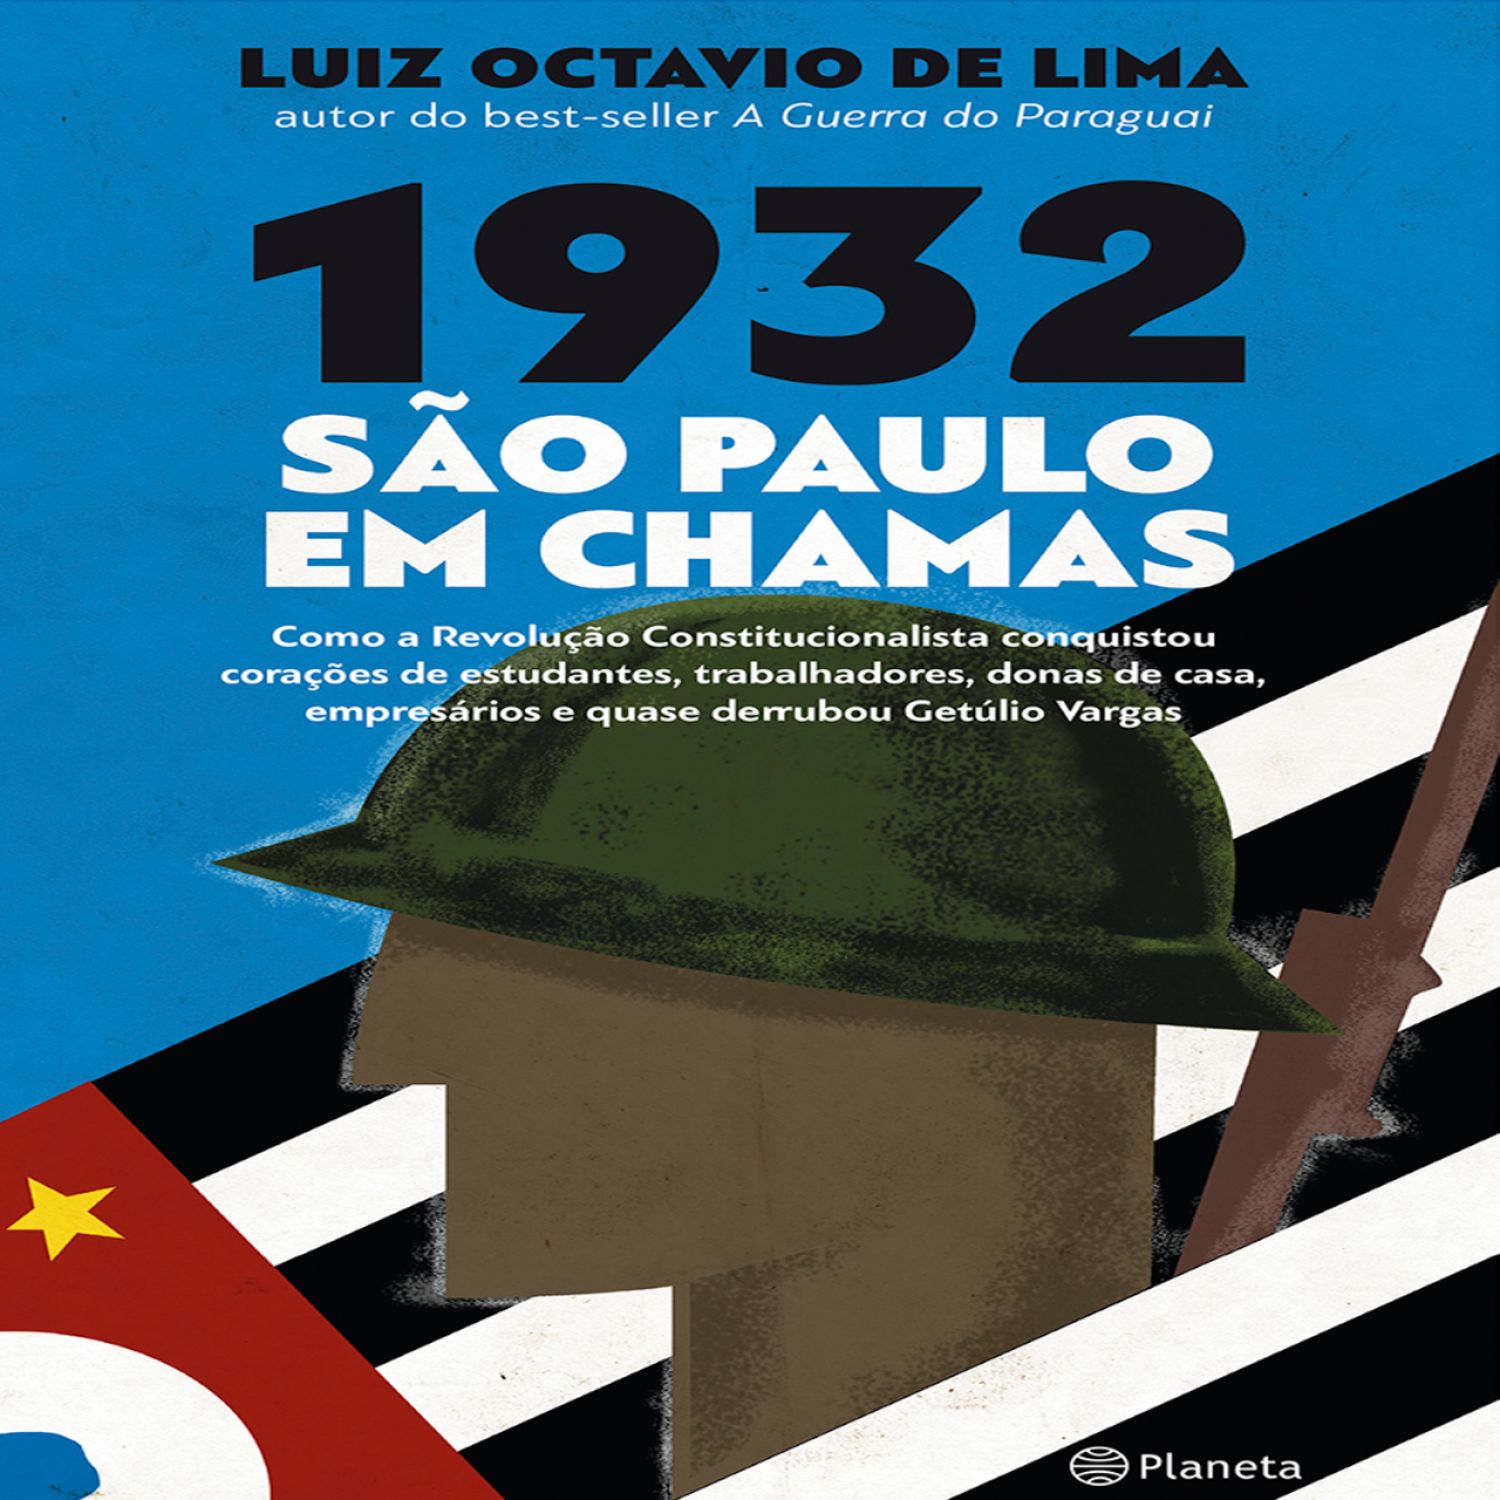 LUIZ OCTAVIO DE LIMA
autor do best-seller A Guerra do Paraguai
1932
SÃO PAULO
EM CHAMAS
Como a Revolução Constitucionalista conquistou
corações de estudantes, trabalhadores, donas de casa,
empresários e quase derrubou Getúlio Vargas
Planeta